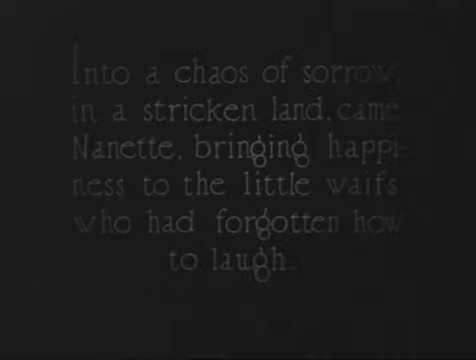 Into a chaos of sorrow,
in a stricken land, came
Nanette, bringing happi-
ness to the little waifs
who had forgotten how
to laugh.